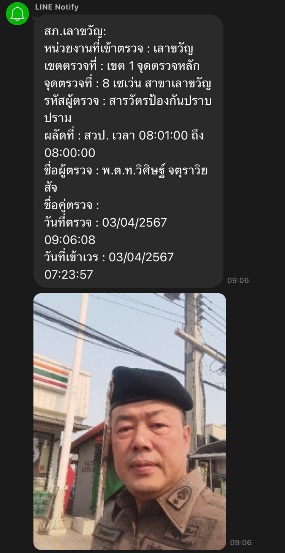 LINE Notify
สภ.เลาขวัญ:
หน่วยงานที่เข้าตรวจ : เลาขวัญ
เขตตรวจที่ : เขต 1 จุดตรวจหลัก
จุดตรวจที่ : 8 เซเว่น สาขาเลาขวัญ
รหัสผู้ตรวจ : สารวัตรป้องกันปราบ
ปราม
ผลัดที่ : สวป. เวลา 08:01:00 ถึง
08:00:00
ชื่อผู้ตรวจ : พ.ต.ท.วิศิษฐ์ จตุราวิย
สัจ
ชื่อคู่ตรวจ :
วันที่ตรวจ : 03/04/2567
09:06:08
วันที่เข้าเวร : 03/04/2567
07:23:57
09:06
09:06